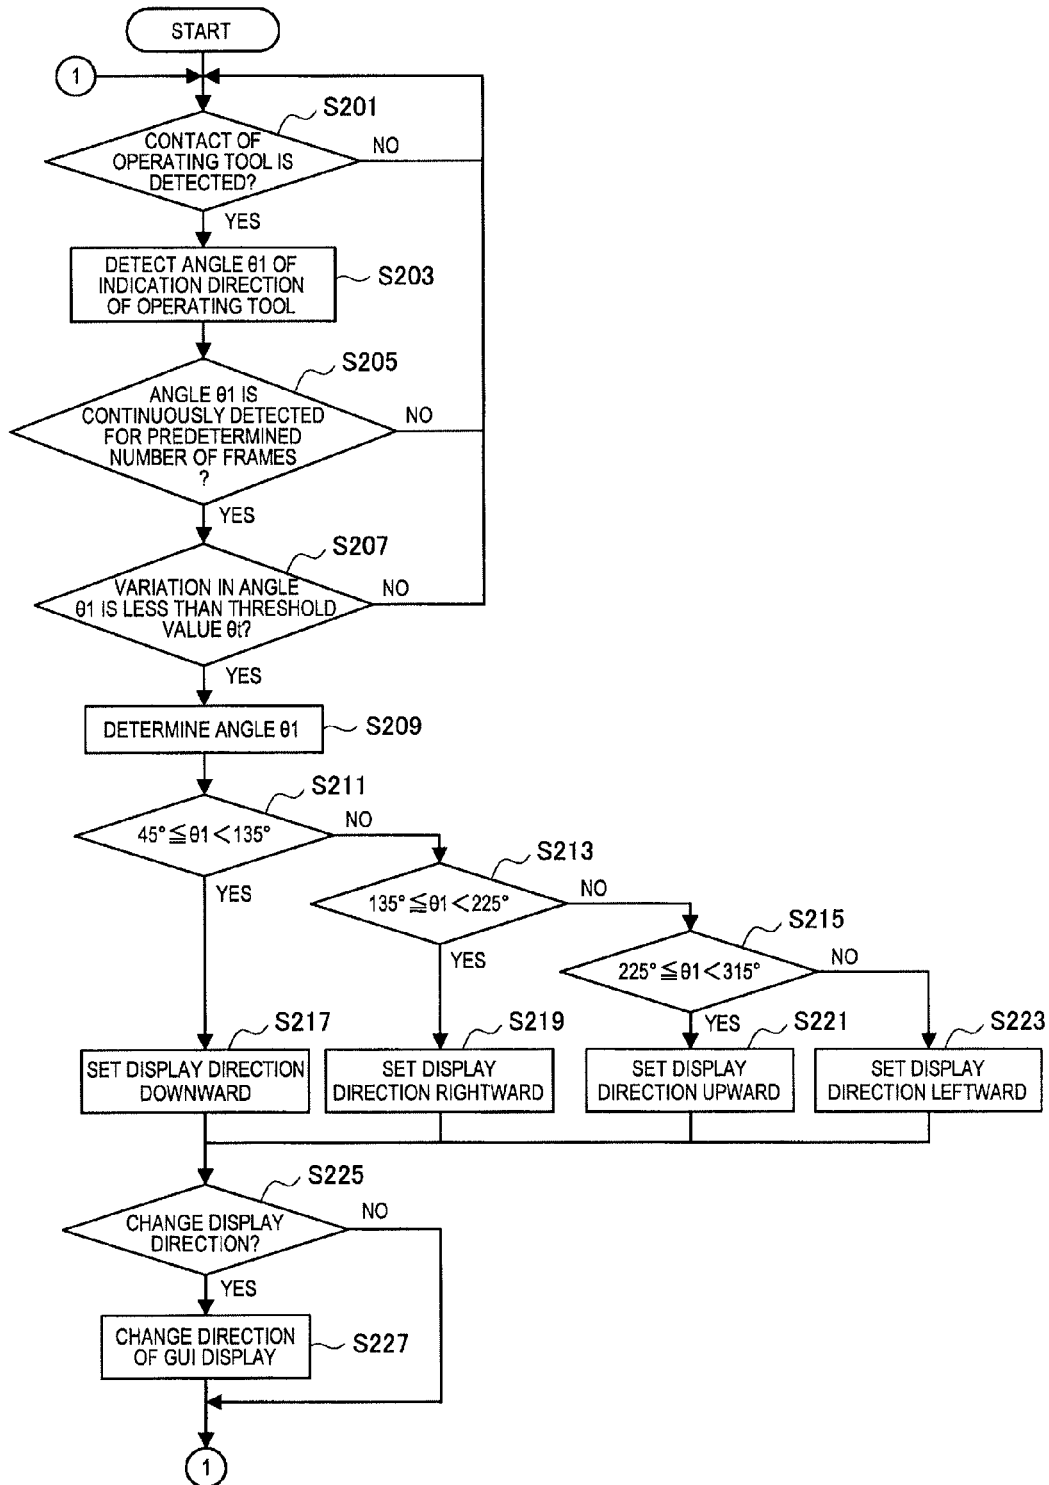 START
1
S201
CONTACT OF
OPERATING TOOL IS
DETECTED?
NO
YES
DETECT ANGLE θ1 OF
INDICATION DIRECTION
OF OPERATING TOOL
S203
S205
ANGLE θ1 IS
CONTINUOUSLY DETECTED
FOR PREDETERMINED
NUMBER OF FRAMES
?
NO
YES
S207
VARIATION IN ANGLE
θ1 IS LESS THAN THRESHOLD
VALUE θt?
NO
YES
DETERMINE ANGLE θ1
S209
S211
45°≦θ1<135°
NO
YES
S213
135°≦θ1<225°
NO
YES
S215
225°≦θ1<315°
NO
YES
S217
SET DISPLAY DIRECTION
DOWNWARD
S219
SET DISPLAY
DIRECTION RIGHTWARD
S221
SET DISPLAY
DIRECTION UPWARD
S223
SET DISPLAY
DIRECTION LEFTWARD
S225
CHANGE DISPLAY
DIRECTION?
NO
YES
CHANGE DIRECTION
OF GUI DISPLAY
S227
1